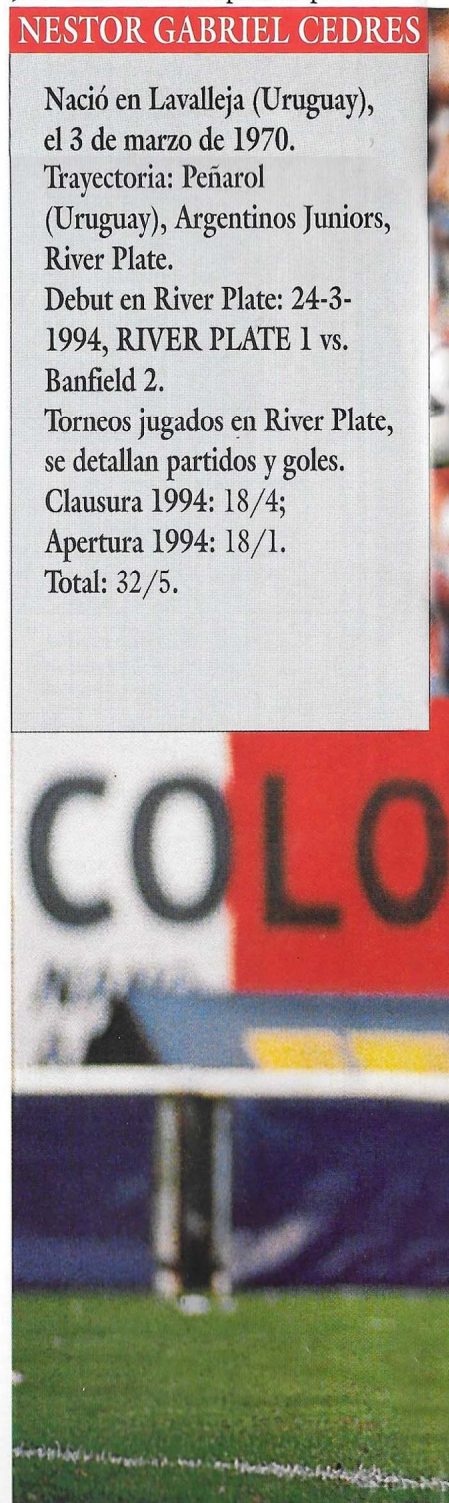 NESTOR GABRIEL CEDRES
Nació en Lavalleja (Uruguay),
el 3 de marzo de 1970.
Trayectoria: Peñarol
(Uruguay), Argentinos Juniors,
River Plate.
Debut en River Plate: 24-3-
1994, RIVER PLATE 1 vs.
Banfield 2.
Torneos jugados en River Plate,
se detallan partidos y goles.
Clausura 1994: 18/4;
Apertura 1994: 18/1.
Total: 32/5.
COLO